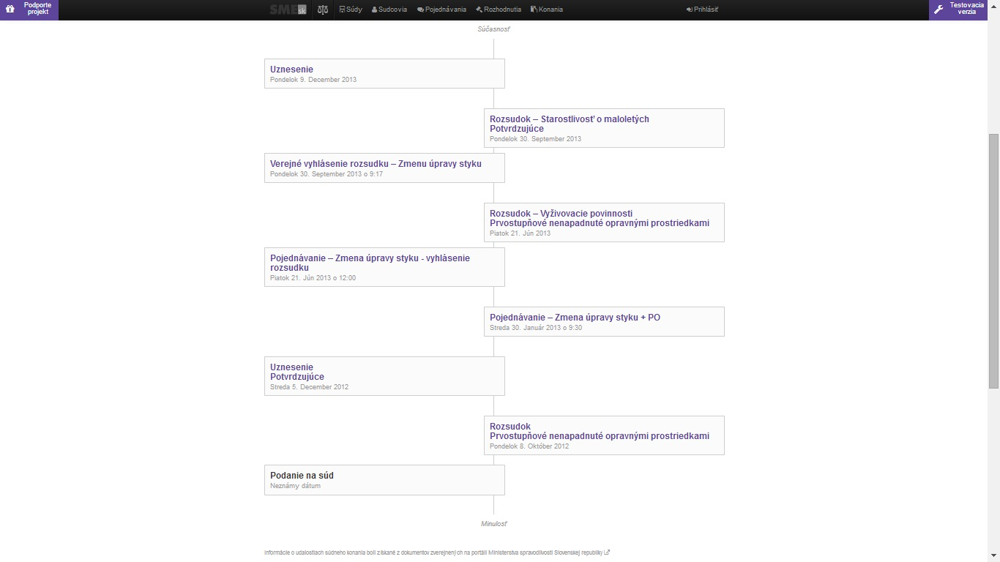 Podporte
projekt
SME sk
Súdy
Sudcovia
Pojednávania
Rozhodnutia
Konania
Prihlásiť
Testovacia
verzia
Súčasnosť
Uznesenie
Pondelok 9. December 2013
Rozsudok – Starostlivosť o maloletých
Potvrdzujúce
Pondelok 30. September 2013
Verejné vyhlásenie rozsudku – Zmenu úpravy styku
Pondelok 30. September 2013 o 9:17
Rozsudok – Vyživovacie povinnosti
Prvostupňové nenapadnuté opravnými prostriedkami
Piatok 21. Jún 2013
Pojednávanie – Zmena úpravy styku - vyhlásenie
rozsudku
Piatok 21. Jún 2013 o 12:00
Pojednávanie – Zmena úpravy styku + PO
Streda 30. Január 2013 o 9:30
Uznesenie
Potvrdzujúce
Streda 5. December 2012
Rozsudok
Prvostupňové nenapadnuté opravnými prostriedkami
Pondelok 8. Október 2012
Podanie na súd
Neznámy dátum
Minulosť
Informácie o udalostiach súdneho konania boli získané z dokumentov zverejnených na portáli Ministerstva spravodlivosti Slovenskej republiky